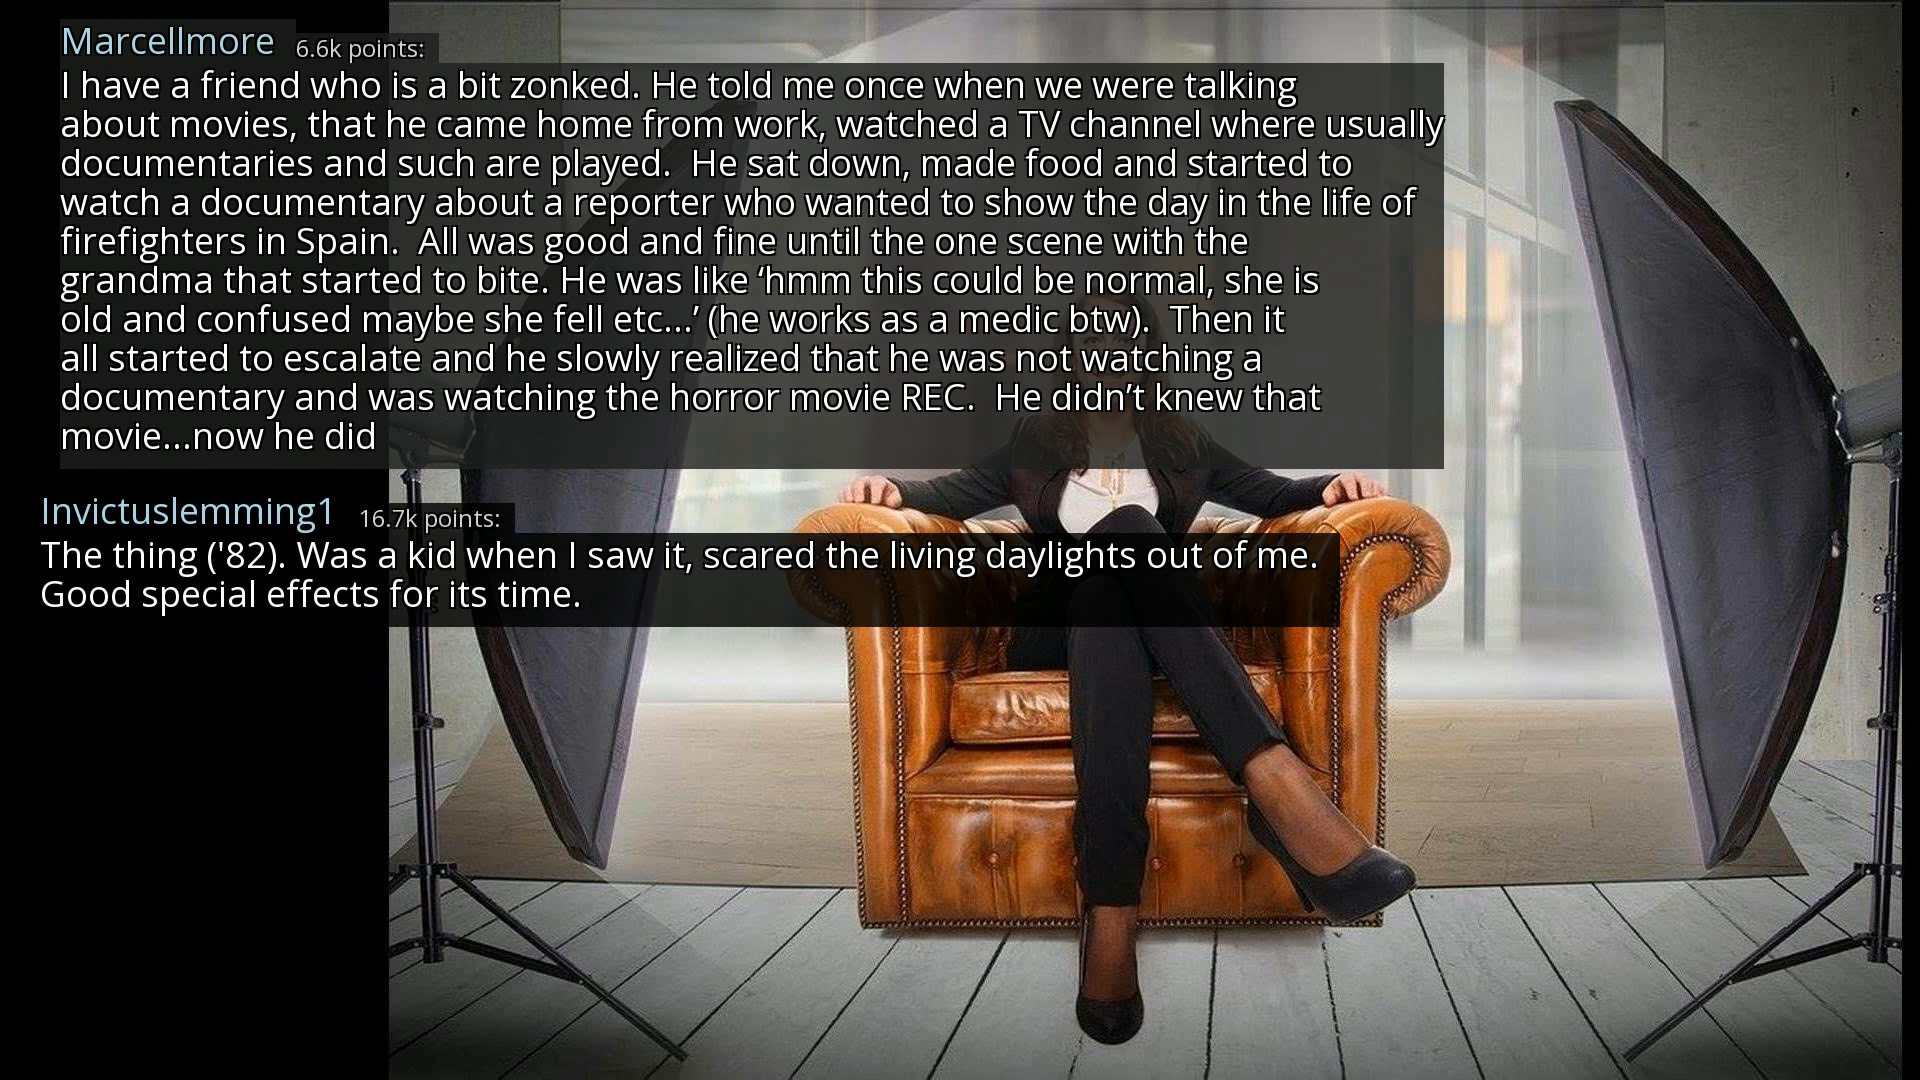 Marcellmore 6.6k points:
I have a friend who is a bit zonked. He told me once when we were talking
about movies, that he came home from work, watched a TV channel where usually
documentaries and such are played.  He sat down, made food and started to
watch a documentary about a reporter who wanted to show the day in the life of
firefighters in Spain.  All was good and fine until the one scene with the
grandma that started to bite. He was like ‘hmm this could be normal, she is
old and confused maybe she fell etc...’ (he works as a medic btw).  Then it
all started to escalate and he slowly realized that he was not watching a
documentary and was watching the horror movie REC.  He didn’t knew that
movie...now he did
Invictuslemming1 16.7k points:
The thing ('82). Was a kid when I saw it, scared the living daylights out of me.
Good special effects for its time.